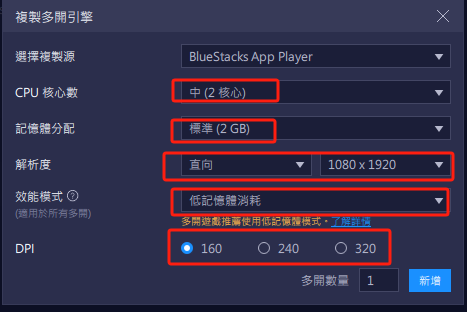 複製多開引擎
選擇複製源 BlueStacks App Player
CPU 核心數 中 (2 核心)
記憶體分配 標準 (2 GB)
解析度 直向 1080 x 1920
效能模式 ? 低記憶體消耗
(適用於所有多開)
多開遊戲推薦使用低記憶體模式，了解詳情
DPI 160 240 320
多開數量 1 新增